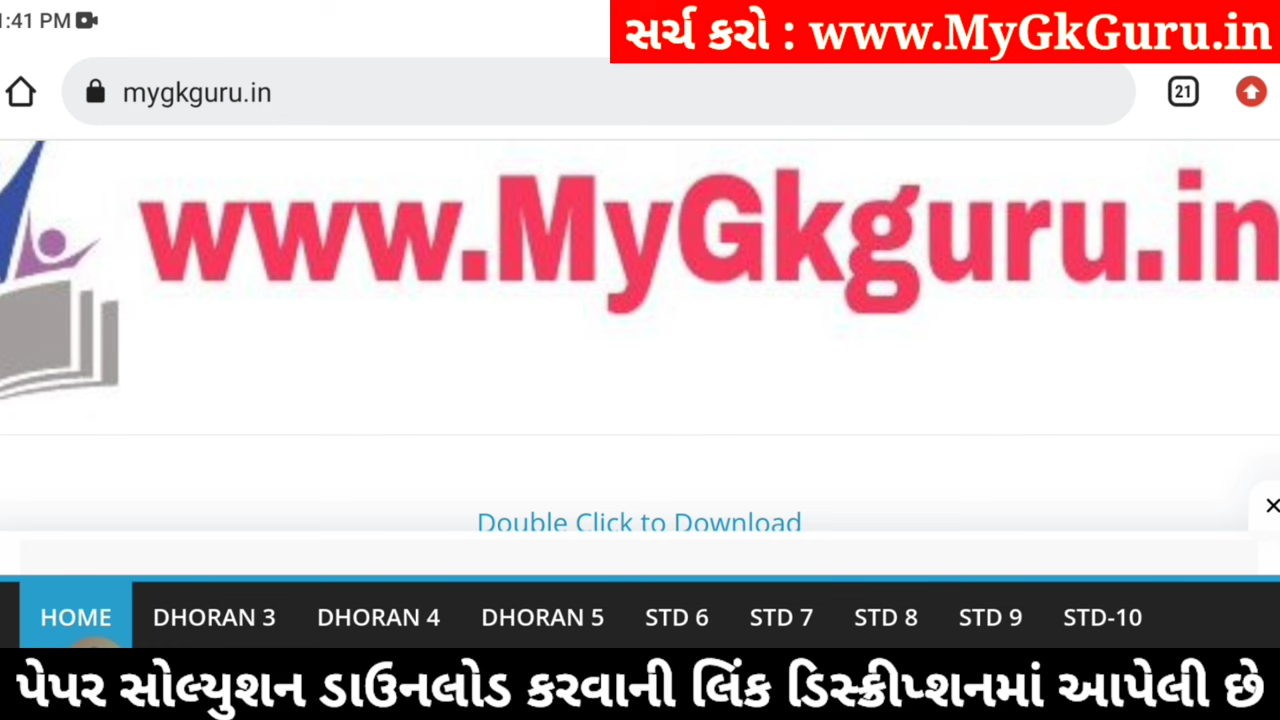 1:41 PM
સર્ચ કરો : www.MyGkGuru.in
mygkguru.in
21
www.MyGkguru.in
Double Click to Download
HOME DHORAN 3 DHORAN 4 DHORAN 5 STD 6 STD 7 STD 8 STD 9 STD-10
પેપર સોલ્યુશન ડાઉનલોડ કરવાની લિંક ડિસ્ક્રીપ્શનમાં આપેલી છે